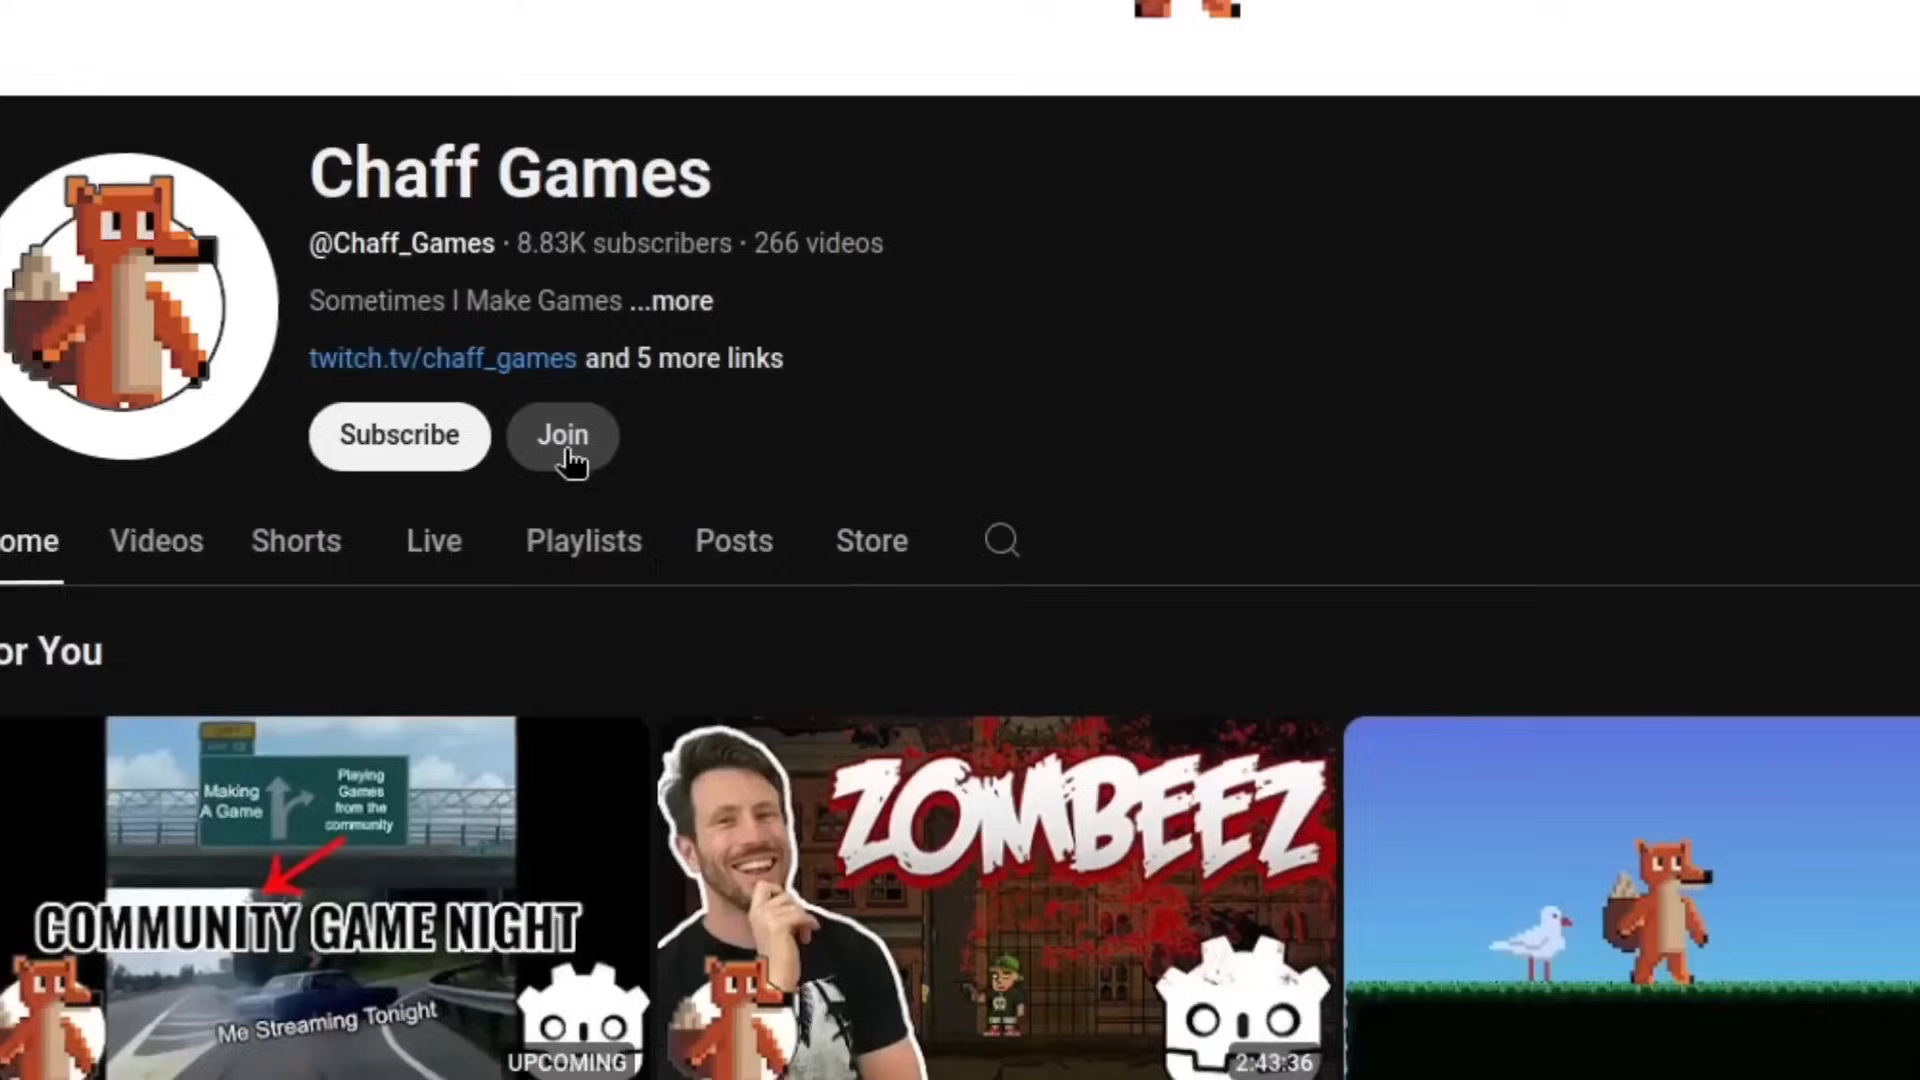 Chaff Games
@Chaff_Games · 8.83K subscribers · 266 videos
Sometimes I Make Games ...more
twitch.tv/chaff_games and 5 more links
Subscribe
Join
ome
Videos
Shorts
Live
Playlists
Posts
Store
or You
Making
A Game
Playing
Games
from the
community
COMMUNITY GAME NIGHT
Me Streaming Tonight
UPCOMING
ZOMBEEZ
2:43:36